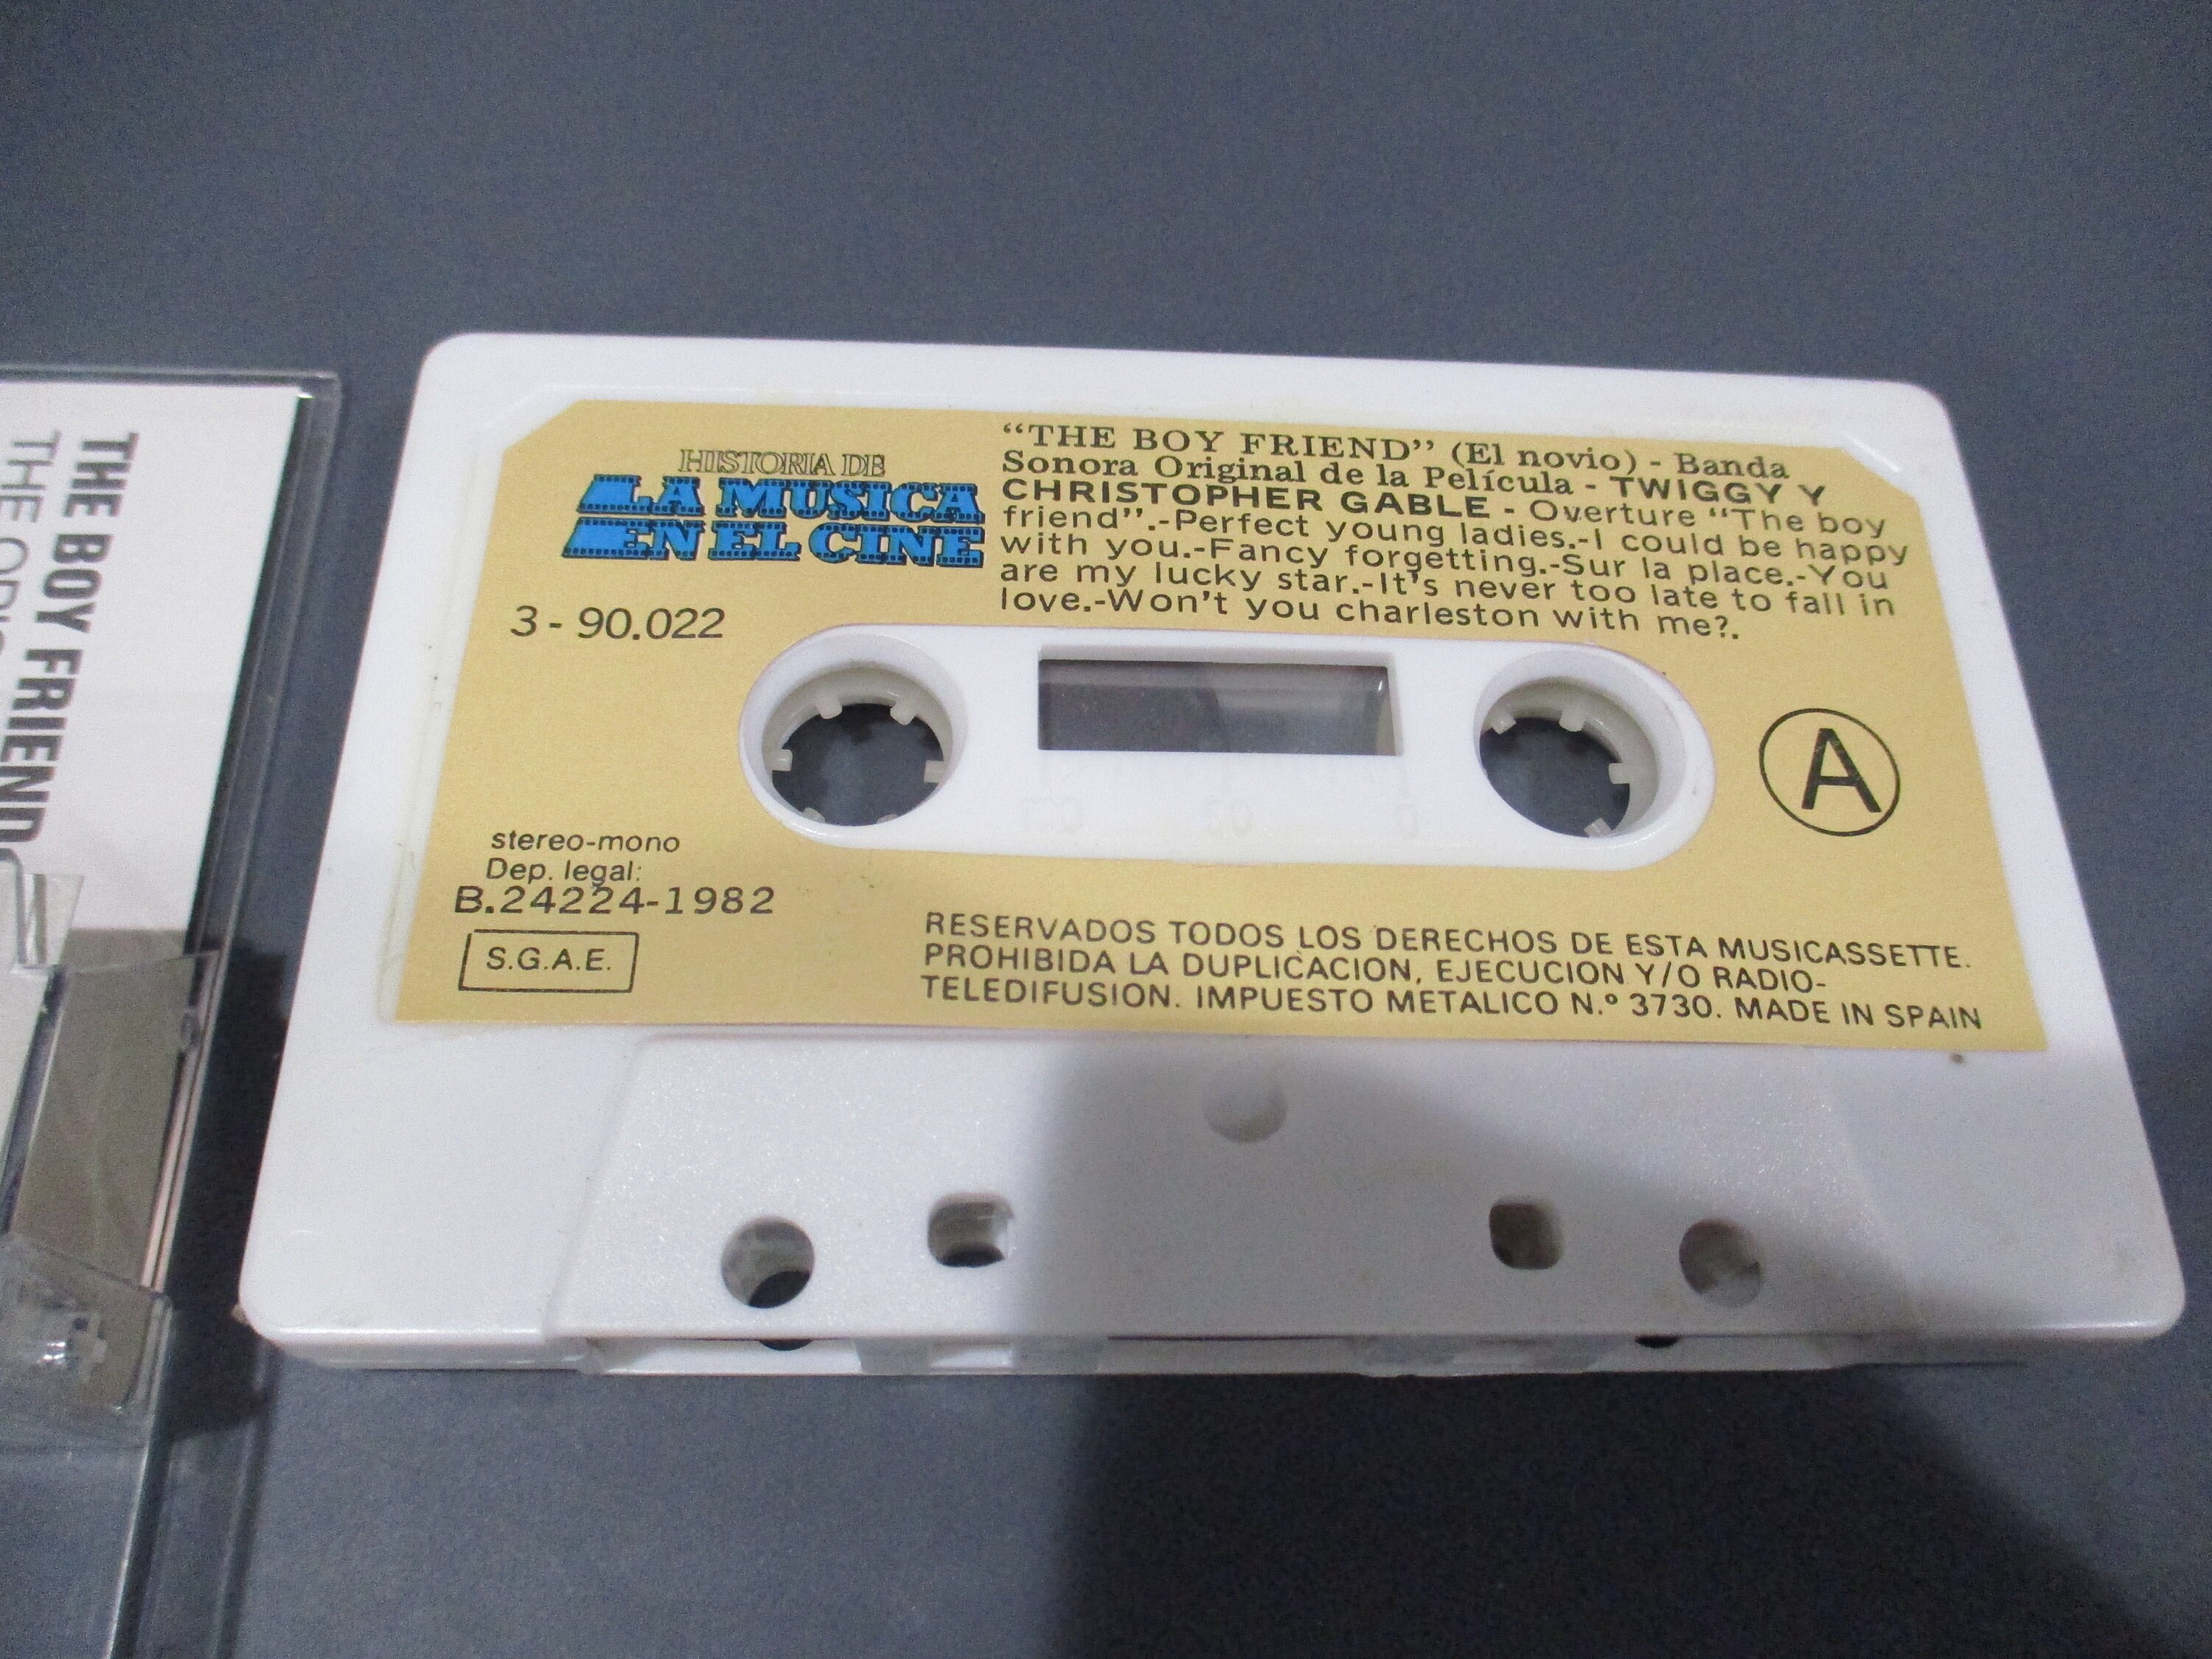 THE BOY FRIEND
HISTORIA DE
LA MUSICA
EN EL CINE
"THE BOY FRIEND" (El novio) - Banda
Sonora Original de la Película - TWIGGY Y
CHRISTOPHER GABLE - Overture "The boy
friend".-Perfect young ladies.-I could be happy
with you.-Fancy forgetting.-Sur la place.-You
are my lucky star.-It's never too late to fall in
love.-Won't you charleston with me?.
3 - 90.022
A
stereo-mono
Dep. legal:
B.24224-1982
S.G.A.E.
RESERVADOS TODOS LOS DERECHOS DE ESTA MUSICASSETTE.
PROHIBIDA LA DUPLICACION, EJECUCION Y/O RADIO-
TELEDIFUSION. IMPUESTO METALICO N.º 3730. MADE IN SPAIN
THE